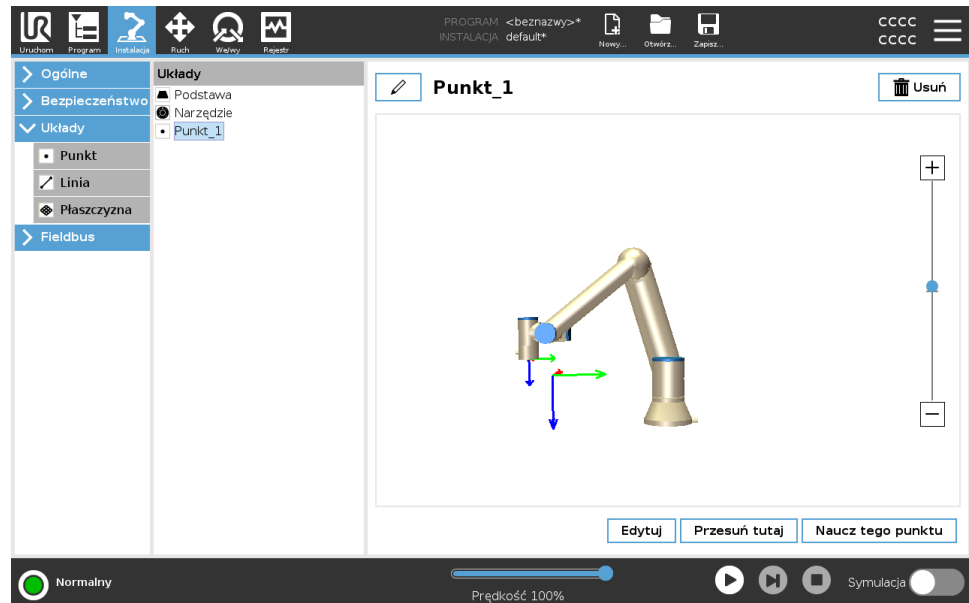 UR
Uruchom
Program
Instalacja
Ruch
We/wy
Rejestr
PROGRAM <beznazwy>*
INSTALACJA default*
Nowy...
Otwórz...
Zapisz...
CCCC
CCCC
Ogólne
Bezpieczeństwo
Układy
Punkt
Linia
Płaszczyzna
Fieldbus
Układy
Podstawa
Narzędzie
Punkt_1
Punkt_1
Usuń
Edytuj
Przesuń tutaj
Naucz tego punktu
Normalny
Prędkość 100%
Symulacja